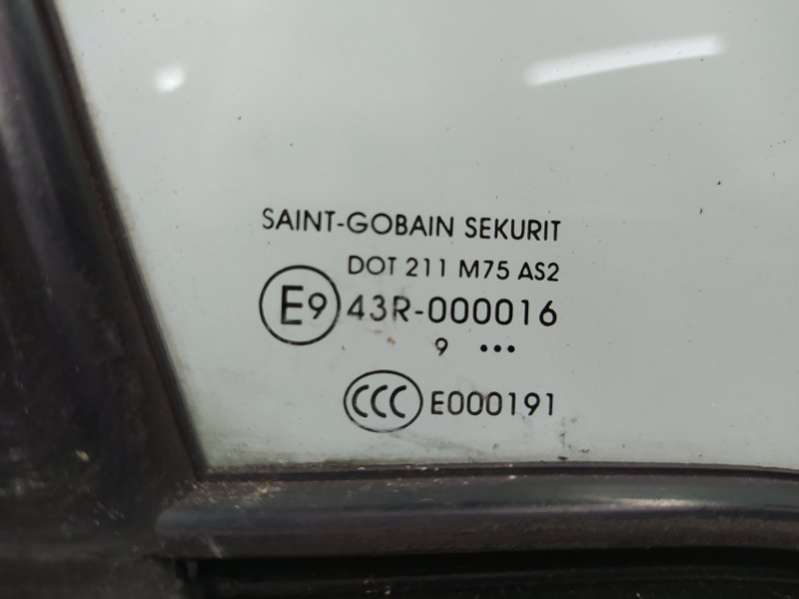 SAINT-GOBAIN SEKURIT
DOT 211 M75 AS2
E9 43R-000016
9 •••
CCC E000191